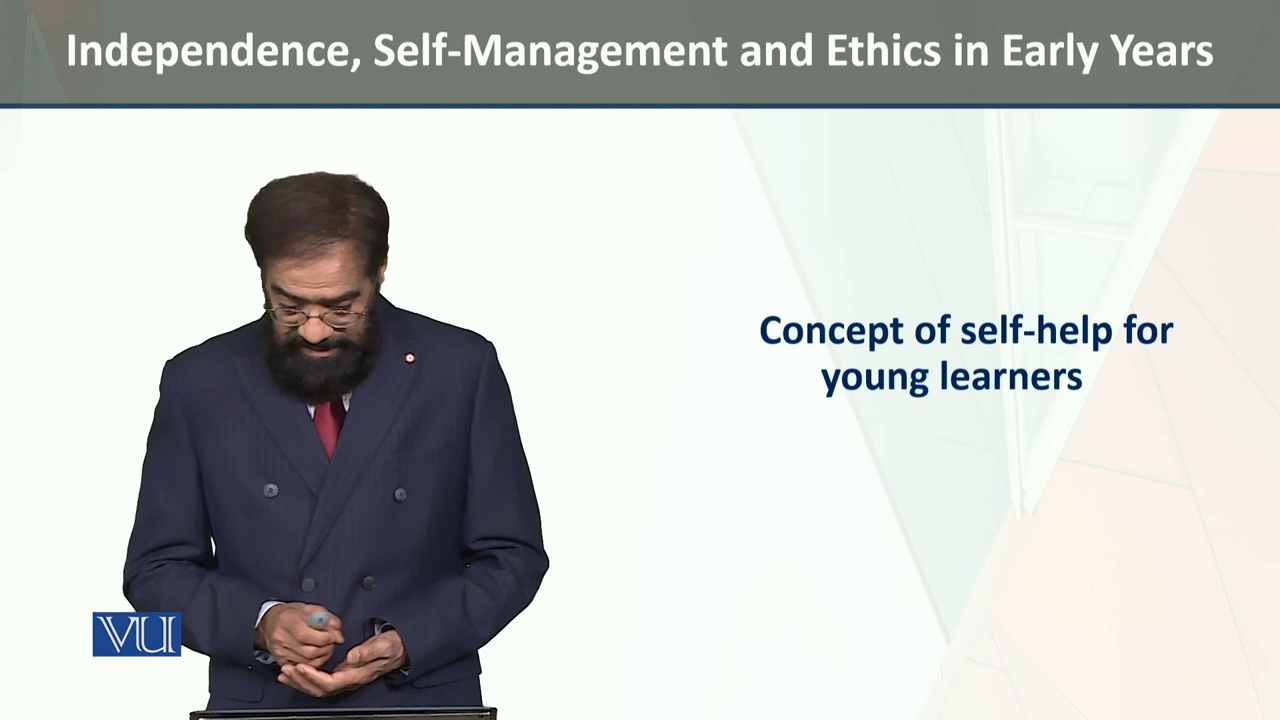 Independence, Self-Management and Ethics in Early Years
Concept of self-help for
young learners
VU